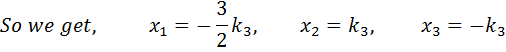 So we get, x₁ = −3/2 k₃, x₂ = k₃, x₃ = −k₃